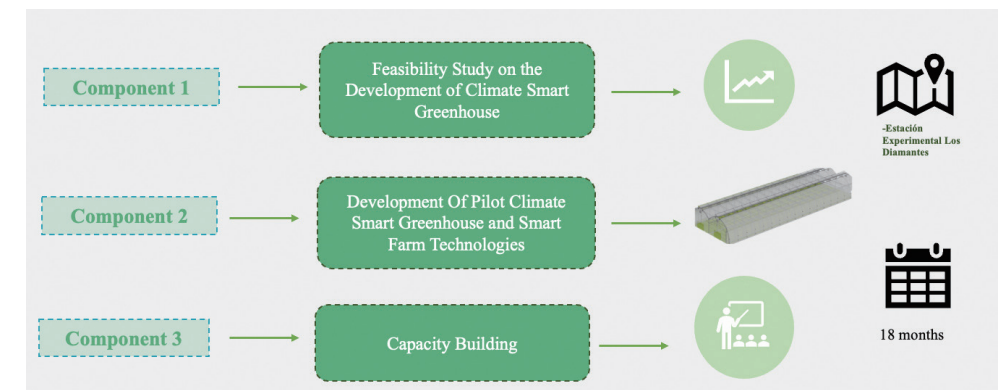 Component 1
Feasibility Study on the
Development of Climate Smart
Greenhouse
-Estación
Experimental Los
Diamantes
Component 2
Development Of Pilot Climate
Smart Greenhouse and Smart
Farm Technologies
Component 3
Capacity Building
18 months